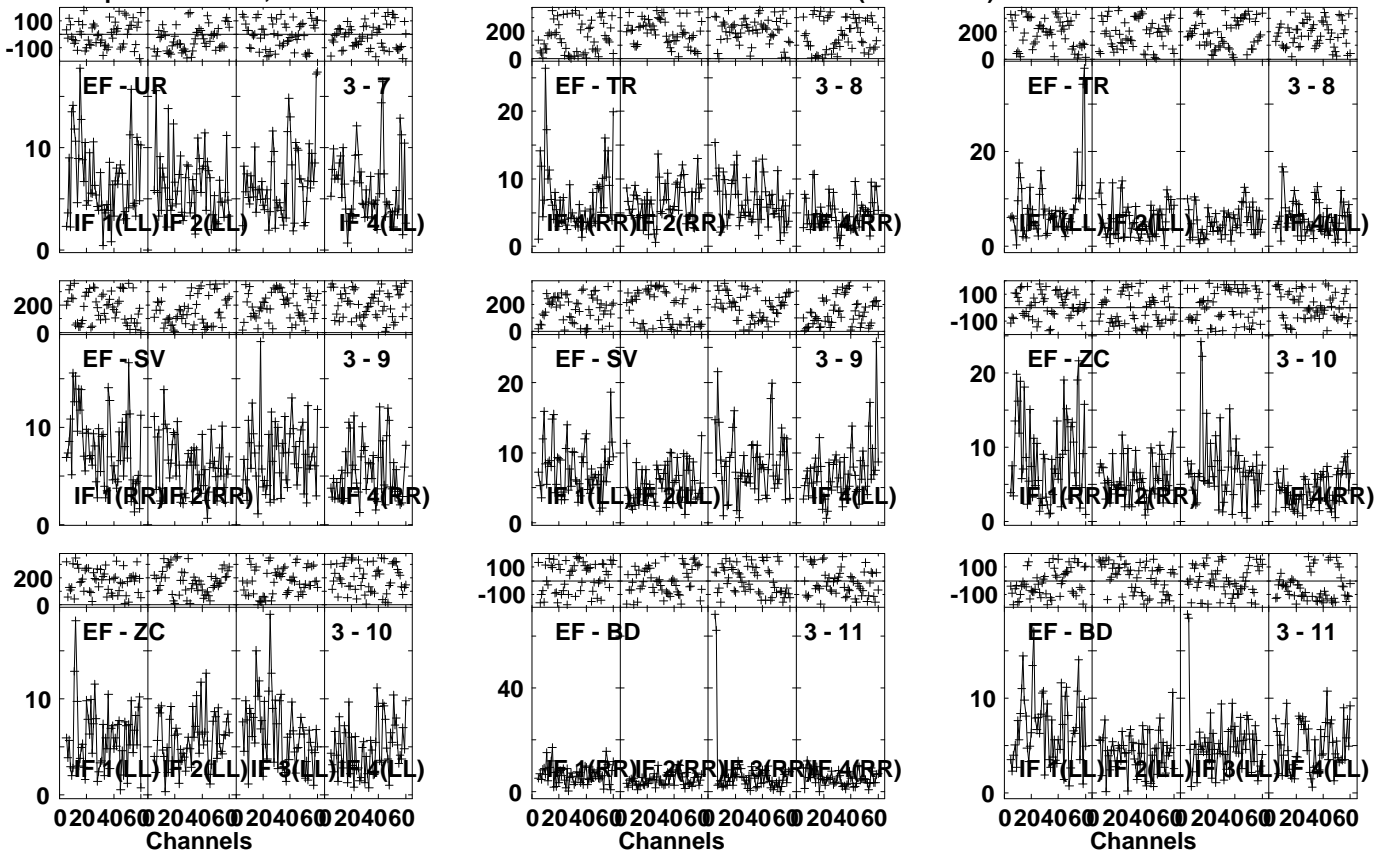 100
-100
EF - UR 3 - 7
10
IF 1(LL) IF 2(LL) IF 4(LL)
0
200
0
EF - TR 3 - 8
20
10
IF 1(RR) IF 2(RR) IF 4(RR)
0
200
0
EF - TR 3 - 8
20
IF 1(LL) IF 2(LL) IF 4(LL)
0
200
0
EF - SV 3 - 9
10
IF 1(RR) IF 2(RR) IF 4(RR)
0
200
0
EF - SV 3 - 9
20
10
IF 1(LL) IF 2(LL) IF 4(LL)
0
100
-100
EF - ZC 3 - 10
20
10
IF 1(RR) IF 2(RR) IF 4(RR)
0
200
0
EF - ZC 3 - 10
10
IF 1(LL) IF 2(LL) IF 3(LL) IF 4(LL)
0
0 20 40 60 0 20 40 60 0 20 40 60 0 20 40 60
Channels
100
-100
EF - BD 3 - 11
40
IF 1(RR) IF 2(RR) IF 3(RR) IF 4(RR)
0
0 20 40 60 0 20 40 60 0 20 40 60 0 20 40 60
Channels
100
-100
EF - BD 3 - 11
10
IF 1(LL) IF 2(LL) IF 3(LL) IF 4(LL)
0
0 20 40 60 0 20 40 60 0 20 40 60 0 20 40 60
Channels